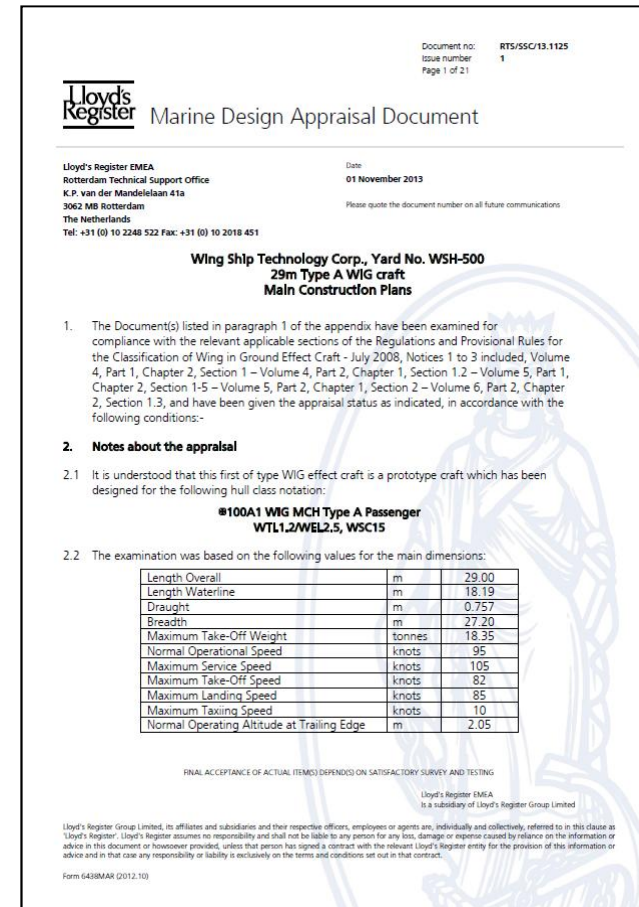 Document no: RTS/SSC/13.1125
Issue number 1
Page 1 of 21
Lloyd's
Register
Marine Design Appraisal Document
Lloyd's Register EMEA
Rotterdam Technical Support Office
K.P. van der Mandelelaan 41a
3062 MB Rotterdam
The Netherlands
Tel: +31 (0) 10 2248 522 Fax: +31 (0) 10 2018 451
Date
01 November 2013
Please quote the document number on all future communications
Wing Ship Technology Corp., Yard No. WSH-500
29m Type A WIG craft
Main Construction Plans
1. The Document(s) listed in paragraph 1 of the appendix have been examined for
compliance with the relevant applicable sections of the Regulations and Provisional Rules for
the Classification of Wing in Ground Effect Craft - July 2008, Notices 1 to 3 included, Volume
4, Part 1, Chapter 2, Section 1 – Volume 4, Part 2, Chapter 1, Section 1.2 – Volume 5, Part 1,
Chapter 2, Section 1-5 – Volume 5, Part 2, Chapter 1, Section 2 – Volume 6, Part 2, Chapter
2, Section 1.3, and have been given the appraisal status as indicated, in accordance with the
following conditions:-
2. Notes about the appraisal
2.1 It is understood that this first of type WIG effect craft is a prototype craft which has been
designed for the following hull class notation:
⊕100A1 WIG MCH Type A Passenger
WTL1.2/WEL2.5, WSC15
2.2 The examination was based on the following values for the main dimensions:
Length Overall m 29.00
Length Waterline m 18.19
Draught m 0.757
Breadth m 27.20
Maximum Take-Off Weight tonnes 18.35
Normal Operational Speed knots 95
Maximum Service Speed knots 105
Maximum Take-Off Speed knots 82
Maximum Landing Speed knots 85
Maximum Taxiing Speed knots 10
Normal Operating Altitude at Trailing Edge m 2.05
FINAL ACCEPTANCE OF ACTUAL ITEM(S) DEPEND(S) ON SATISFACTORY SURVEY AND TESTING
Lloyd's Register EMEA
Is a subsidiary of Lloyd's Register Group Limited
Lloyd's Register Group Limited, its affiliates and subsidiaries and their respective officers, employees or agents are, individually and collectively, referred to in this clause as
'Lloyd's Register'. Lloyd's Register assumes no responsibility and shall not be liable to any person for any loss, damage or expense caused by reliance on the information or
advice in this document or howsoever provided, unless that person has signed a contract with the relevant Lloyd's Register entity for the provision of this information or
advice and in that case any responsibility or liability is exclusively on the terms and conditions set out in that contract.
Form 6438MAR (2012.10)